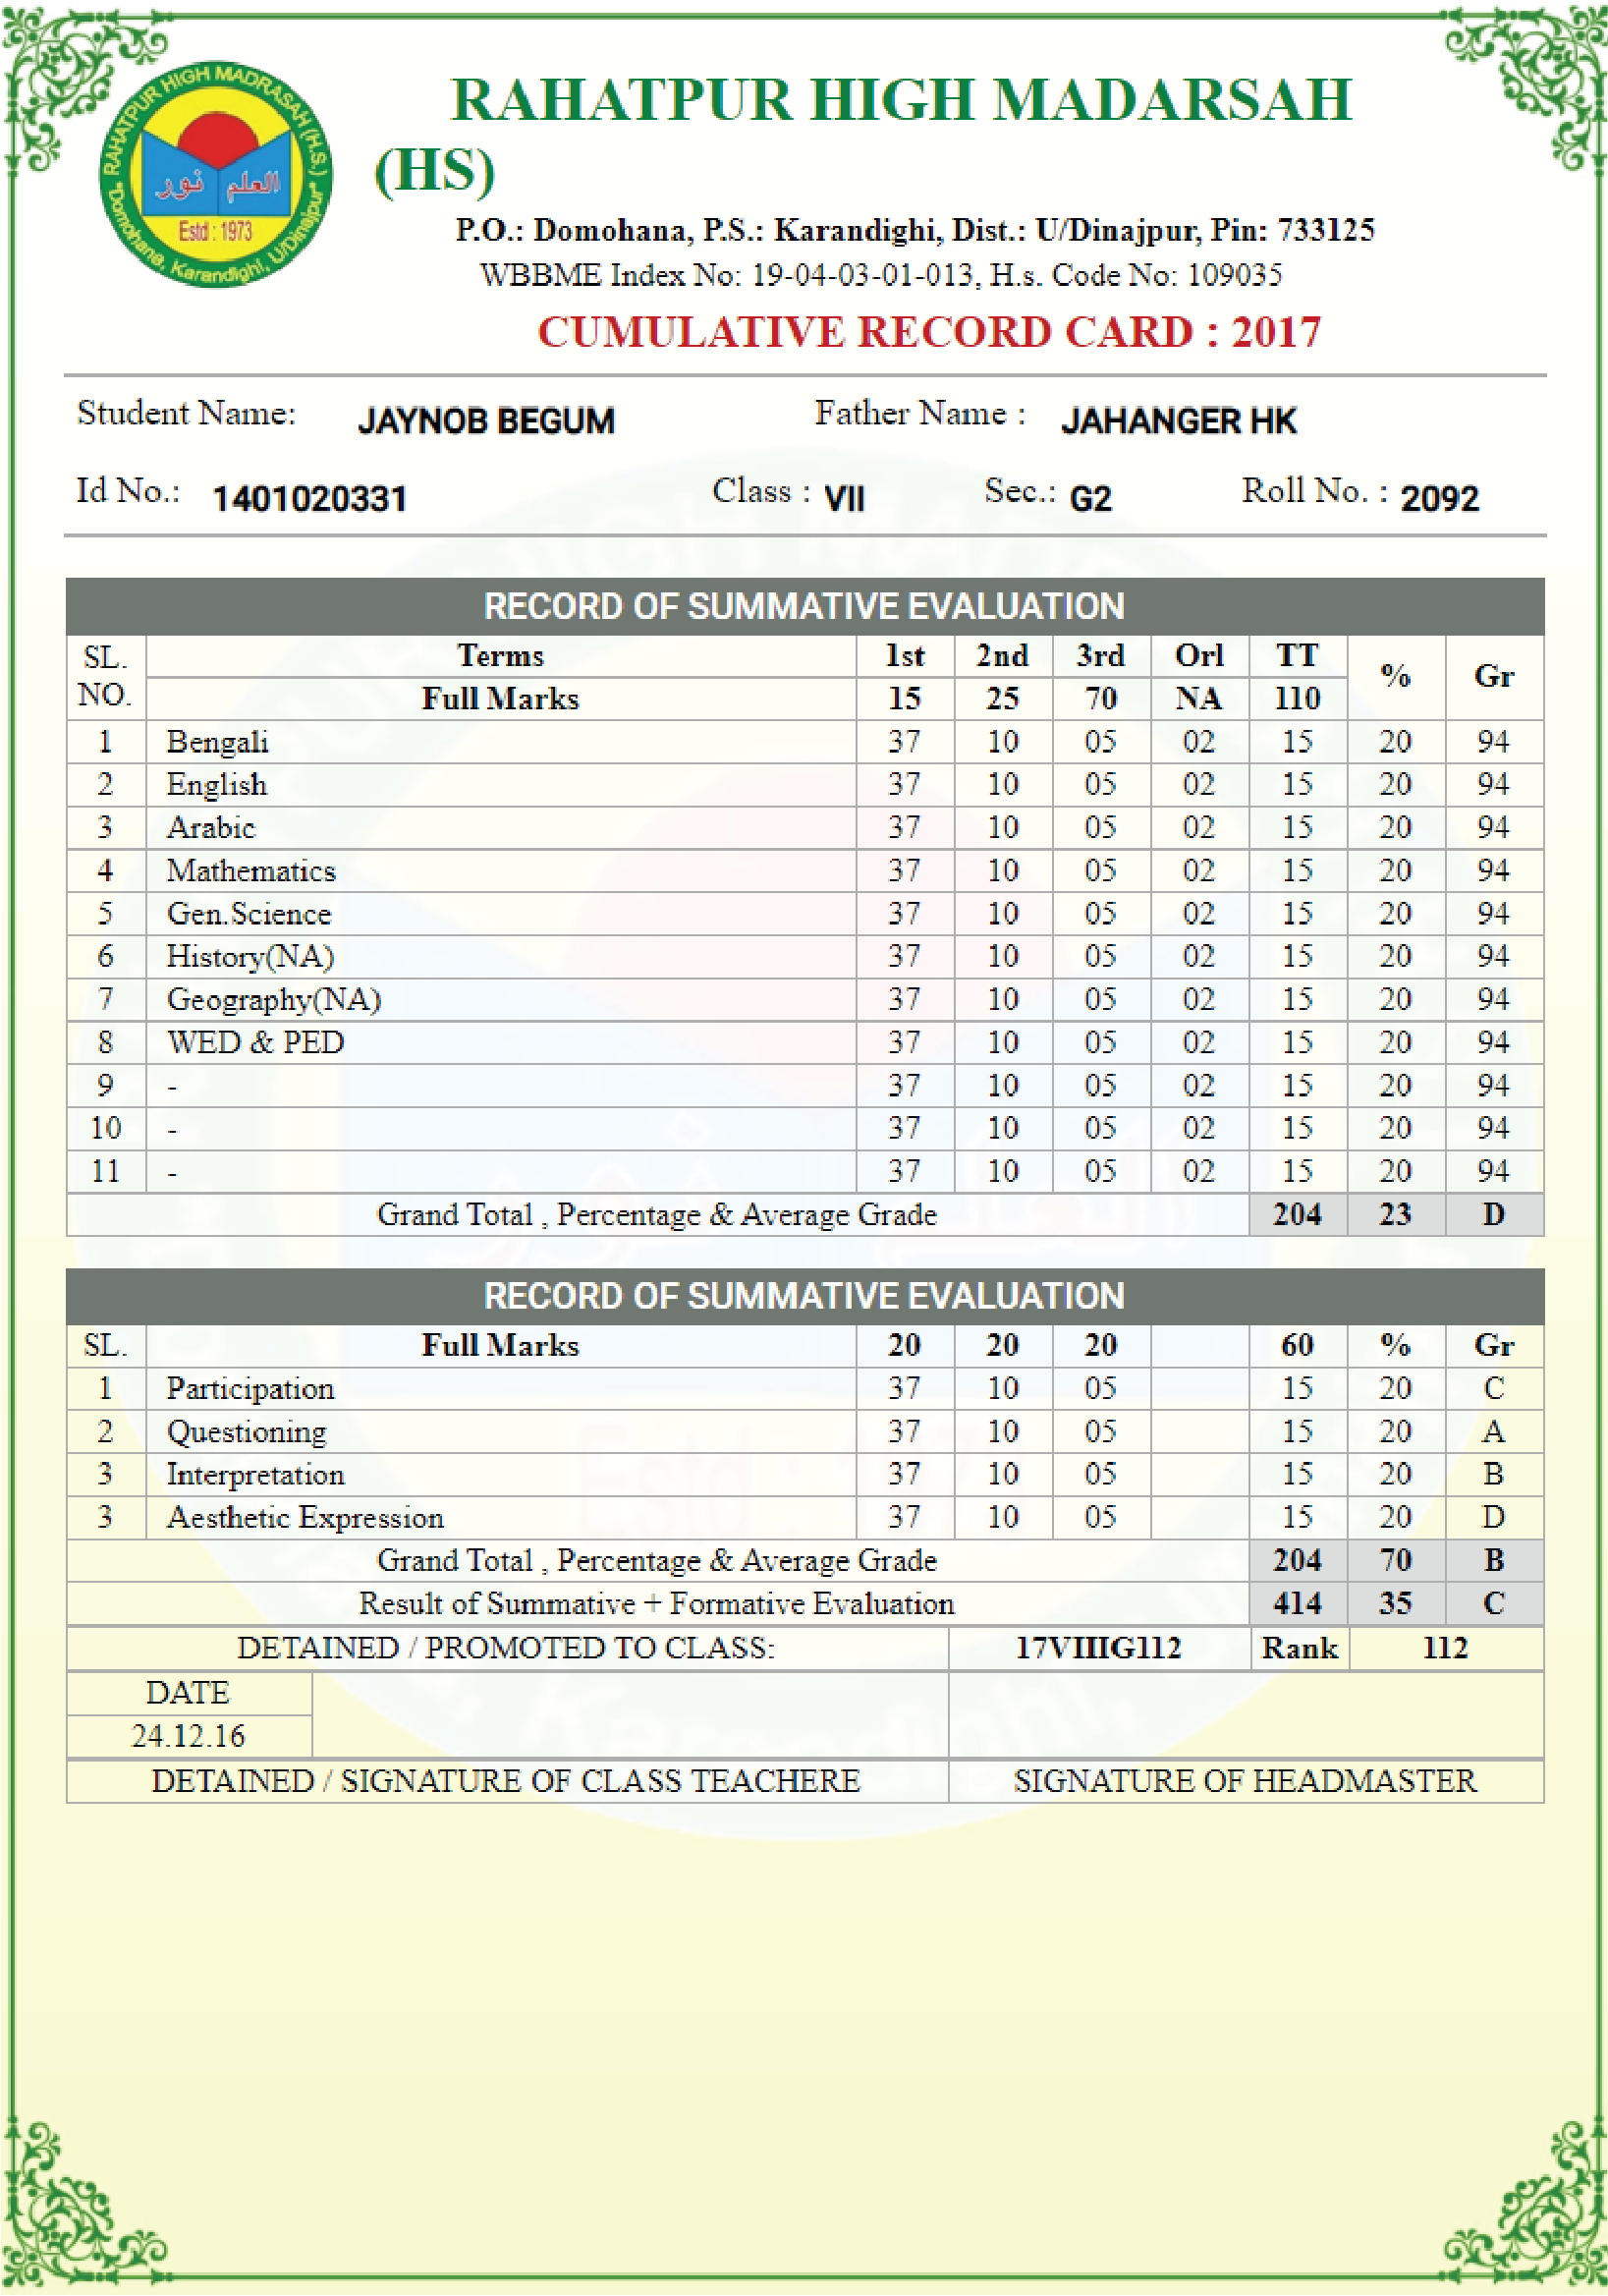 RAHATPUR HIGH MADRASAH (H.S.)
العلم نور
Estd : 1973
Domohana, Karandighi, U/Dinajpur
RAHATPUR HIGH MADARSAH
(HS)
P.O.: Domohana, P.S.: Karandighi, Dist.: U/Dinajpur, Pin: 733125
WBBME Index No: 19-04-03-01-013, H.s. Code No: 109035
CUMULATIVE RECORD CARD : 2017
Student Name: JAYNOB BEGUM Father Name : JAHANGER HK
Id No.: 1401020331 Class : VII Sec.: G2 Roll No. : 2092
RECORD OF SUMMATIVE EVALUATION
SL. NO. Terms 1st 2nd 3rd Orl TT % Gr
Full Marks 15 25 70 NA 110
1 Bengali 37 10 05 02 15 20 94
2 English 37 10 05 02 15 20 94
3 Arabic 37 10 05 02 15 20 94
4 Mathematics 37 10 05 02 15 20 94
5 Gen.Science 37 10 05 02 15 20 94
6 History(NA) 37 10 05 02 15 20 94
7 Geography(NA) 37 10 05 02 15 20 94
8 WED & PED 37 10 05 02 15 20 94
9 - 37 10 05 02 15 20 94
10 - 37 10 05 02 15 20 94
11 - 37 10 05 02 15 20 94
Grand Total , Percentage & Average Grade 204 23 D
RECORD OF SUMMATIVE EVALUATION
SL. Full Marks 20 20 20 60 % Gr
1 Participation 37 10 05 15 20 C
2 Questioning 37 10 05 15 20 A
3 Interpretation 37 10 05 15 20 B
3 Aesthetic Expression 37 10 05 15 20 D
Grand Total , Percentage & Average Grade 204 70 B
Result of Summative + Formative Evaluation 414 35 C
DETAINED / PROMOTED TO CLASS: 17VIIIG112 Rank 112
DATE
24.12.16
DETAINED / SIGNATURE OF CLASS TEACHERE SIGNATURE OF HEADMASTER